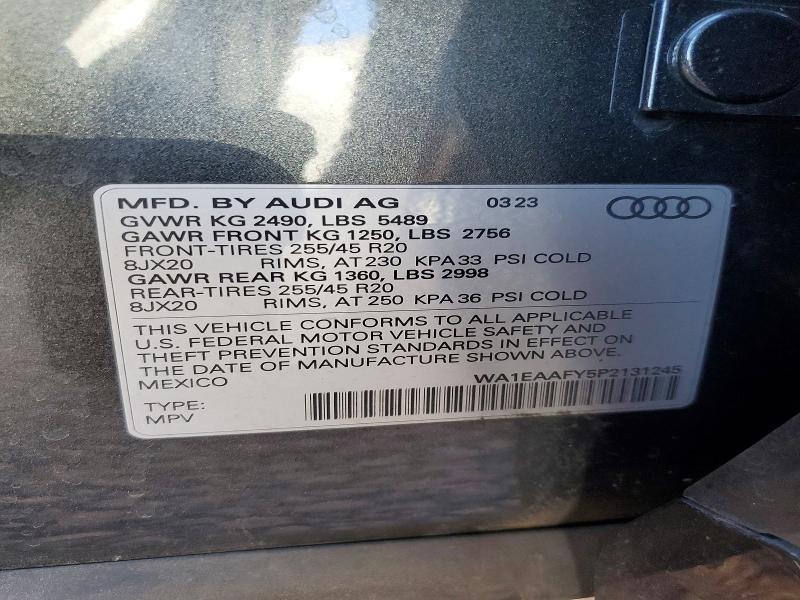 MFD. BY AUDI AG 03 23
GVWR KG 2490, LBS 5489
GAWR FRONT KG 1250, LBS 2756
FRONT-TIRES 255/45 R20
8JX20 RIMS, AT 230 KPA 33 PSI COLD
GAWR REAR KG 1360, LBS 2998
REAR-TIRES 255/45 R20
8JX20 RIMS, AT 250 KPA 36 PSI COLD
THIS VEHICLE CONFORMS TO ALL APPLICABLE
U.S. FEDERAL MOTOR VEHICLE SAFETY AND
THEFT PREVENTION STANDARDS IN EFFECT ON
THE DATE OF MANUFACTURE SHOWN ABOVE.
MEXICO WA1EAAFY5P2131245
TYPE:
MPV